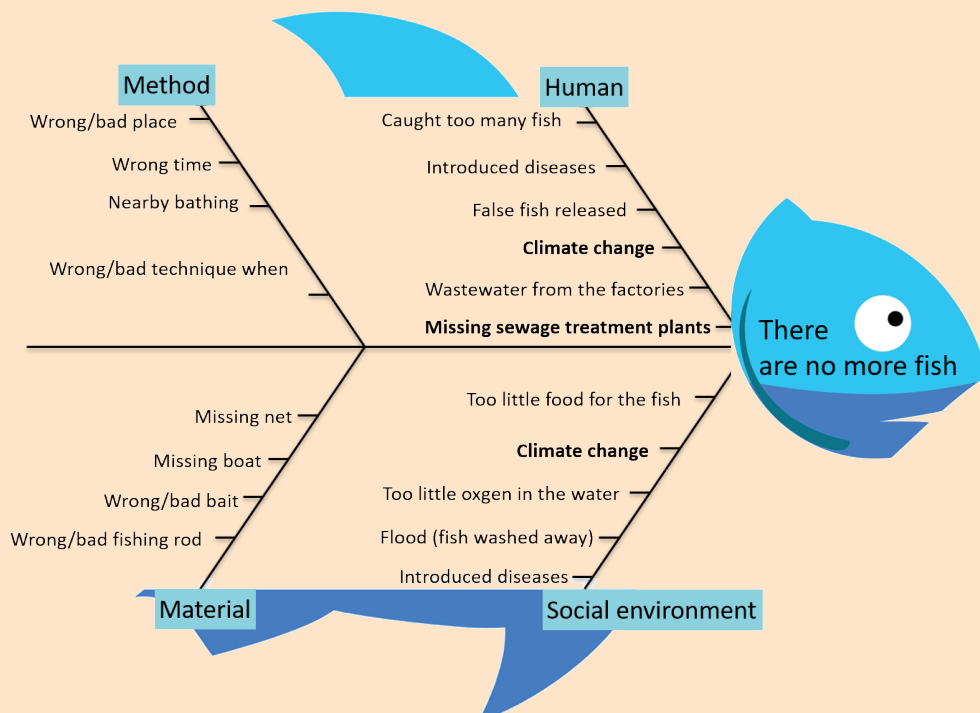 Method
Wrong/bad place
Wrong time
Nearby bathing
Wrong/bad technique when
Human
Caught too many fish
Introduced diseases
False fish released
Climate change
Wastewater from the factories
Missing sewage treatment plants
There
are no more fish
Missing net
Missing boat
Wrong/bad bait
Wrong/bad fishing rod
Material
Too little food for the fish
Climate change
Too little oxgen in the water
Flood (fish washed away)
Introduced diseases
Social environment